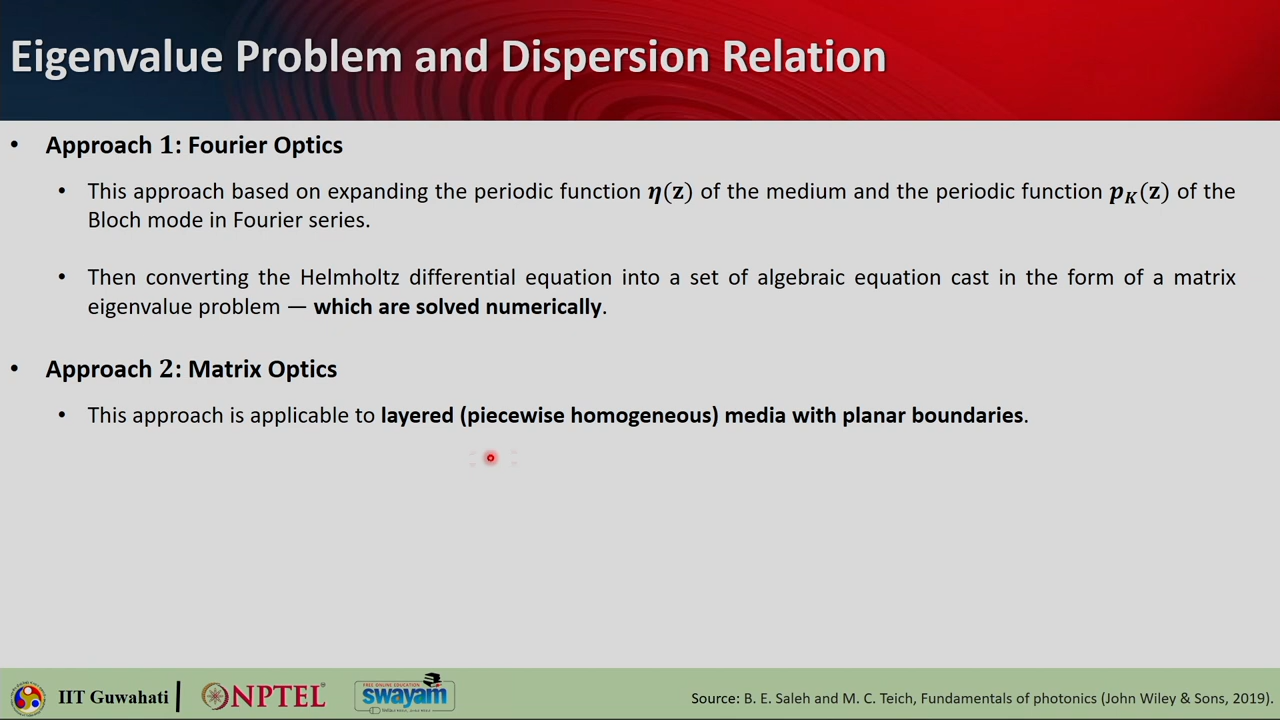 Eigenvalue Problem and Dispersion Relation
• Approach 1: Fourier Optics
• This approach based on expanding the periodic function η(z) of the medium and the periodic function p_K(z) of the
Bloch mode in Fourier series.
• Then converting the Helmholtz differential equation into a set of algebraic equation cast in the form of a matrix
eigenvalue problem — which are solved numerically.
• Approach 2: Matrix Optics
• This approach is applicable to layered (piecewise homogeneous) media with planar boundaries.
IIT Guwahati
NPTEL
FREE ONLINE EDUCATION
swayam
Source: B. E. Saleh and M. C. Teich, Fundamentals of photonics(John Wiley & Sons, 2019).